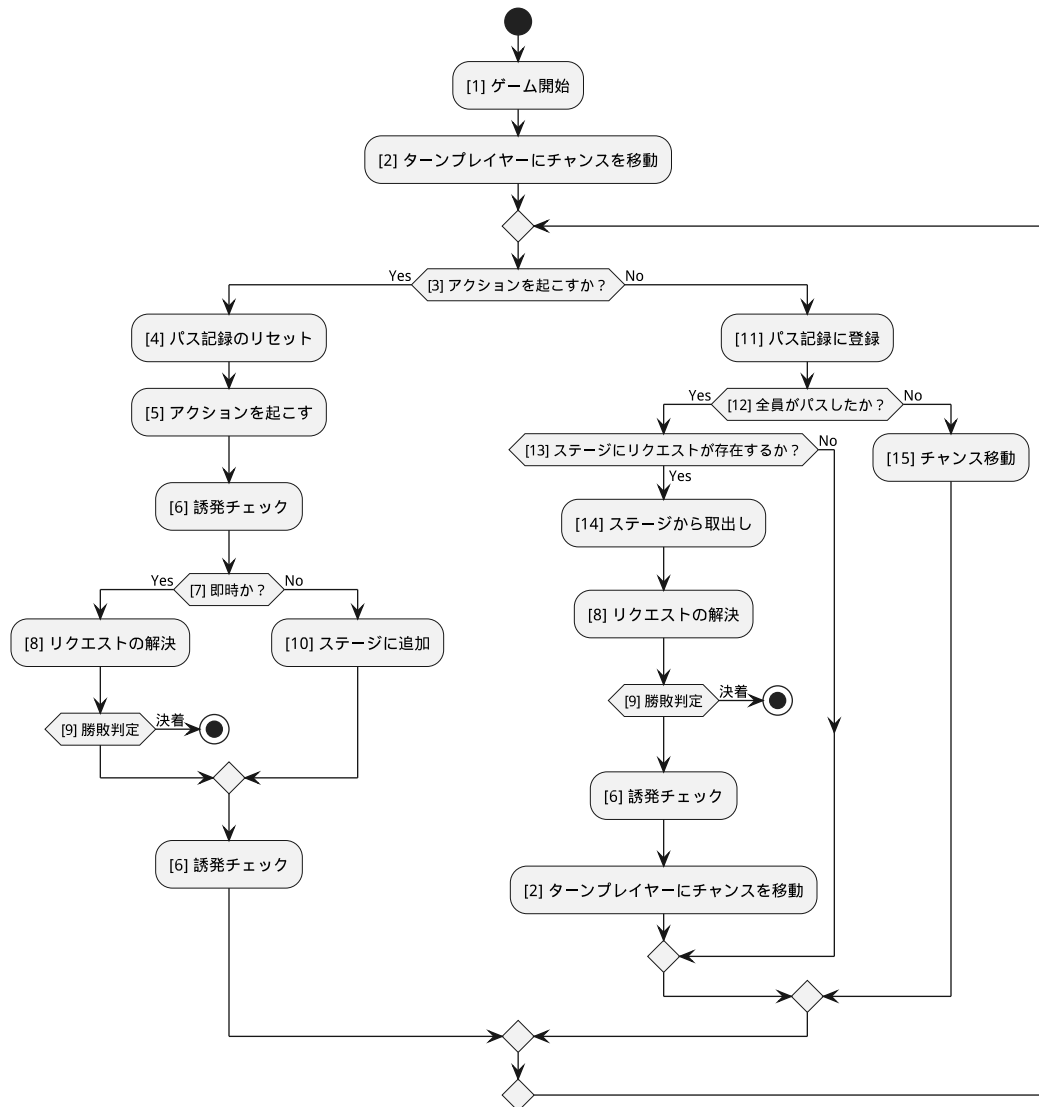 [1] ゲーム開始
[2] ターンプレイヤーにチャンスを移動
Yes
[3] アクションを起こすか？
No
[4] パス記録のリセット
[5] アクションを起こす
[6] 誘発チェック
Yes
[7] 即時か？
No
[8] リクエストの解決
[10] ステージに追加
[9] 勝敗判定
決着
[6] 誘発チェック
[11] パス記録に登録
Yes
[12] 全員がパスしたか？
No
[13] ステージにリクエストが存在するか？
No
[15] チャンス移動
Yes
[14] ステージから取出し
[8] リクエストの解決
[9] 勝敗判定
決着
[6] 誘発チェック
[2] ターンプレイヤーにチャンスを移動